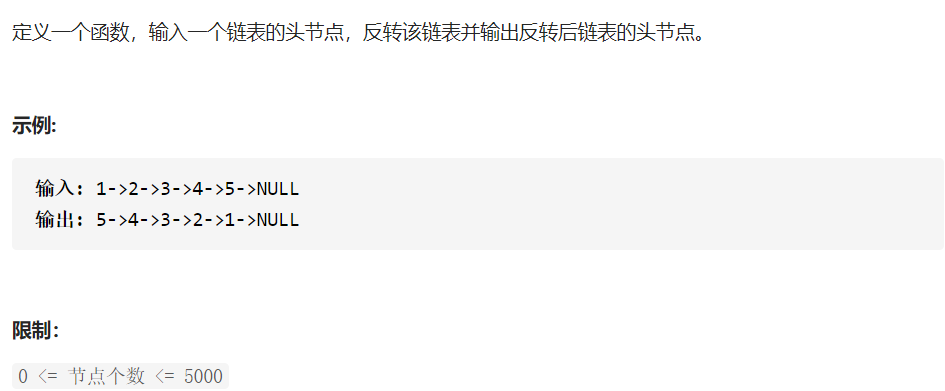 定义一个函数，输入一个链表的头节点，反转该链表并输出反转后链表的头节点。
示例:
输入: 1->2->3->4->5->NULL
输出: 5->4->3->2->1->NULL
限制：
0 <= 节点个数 <= 5000